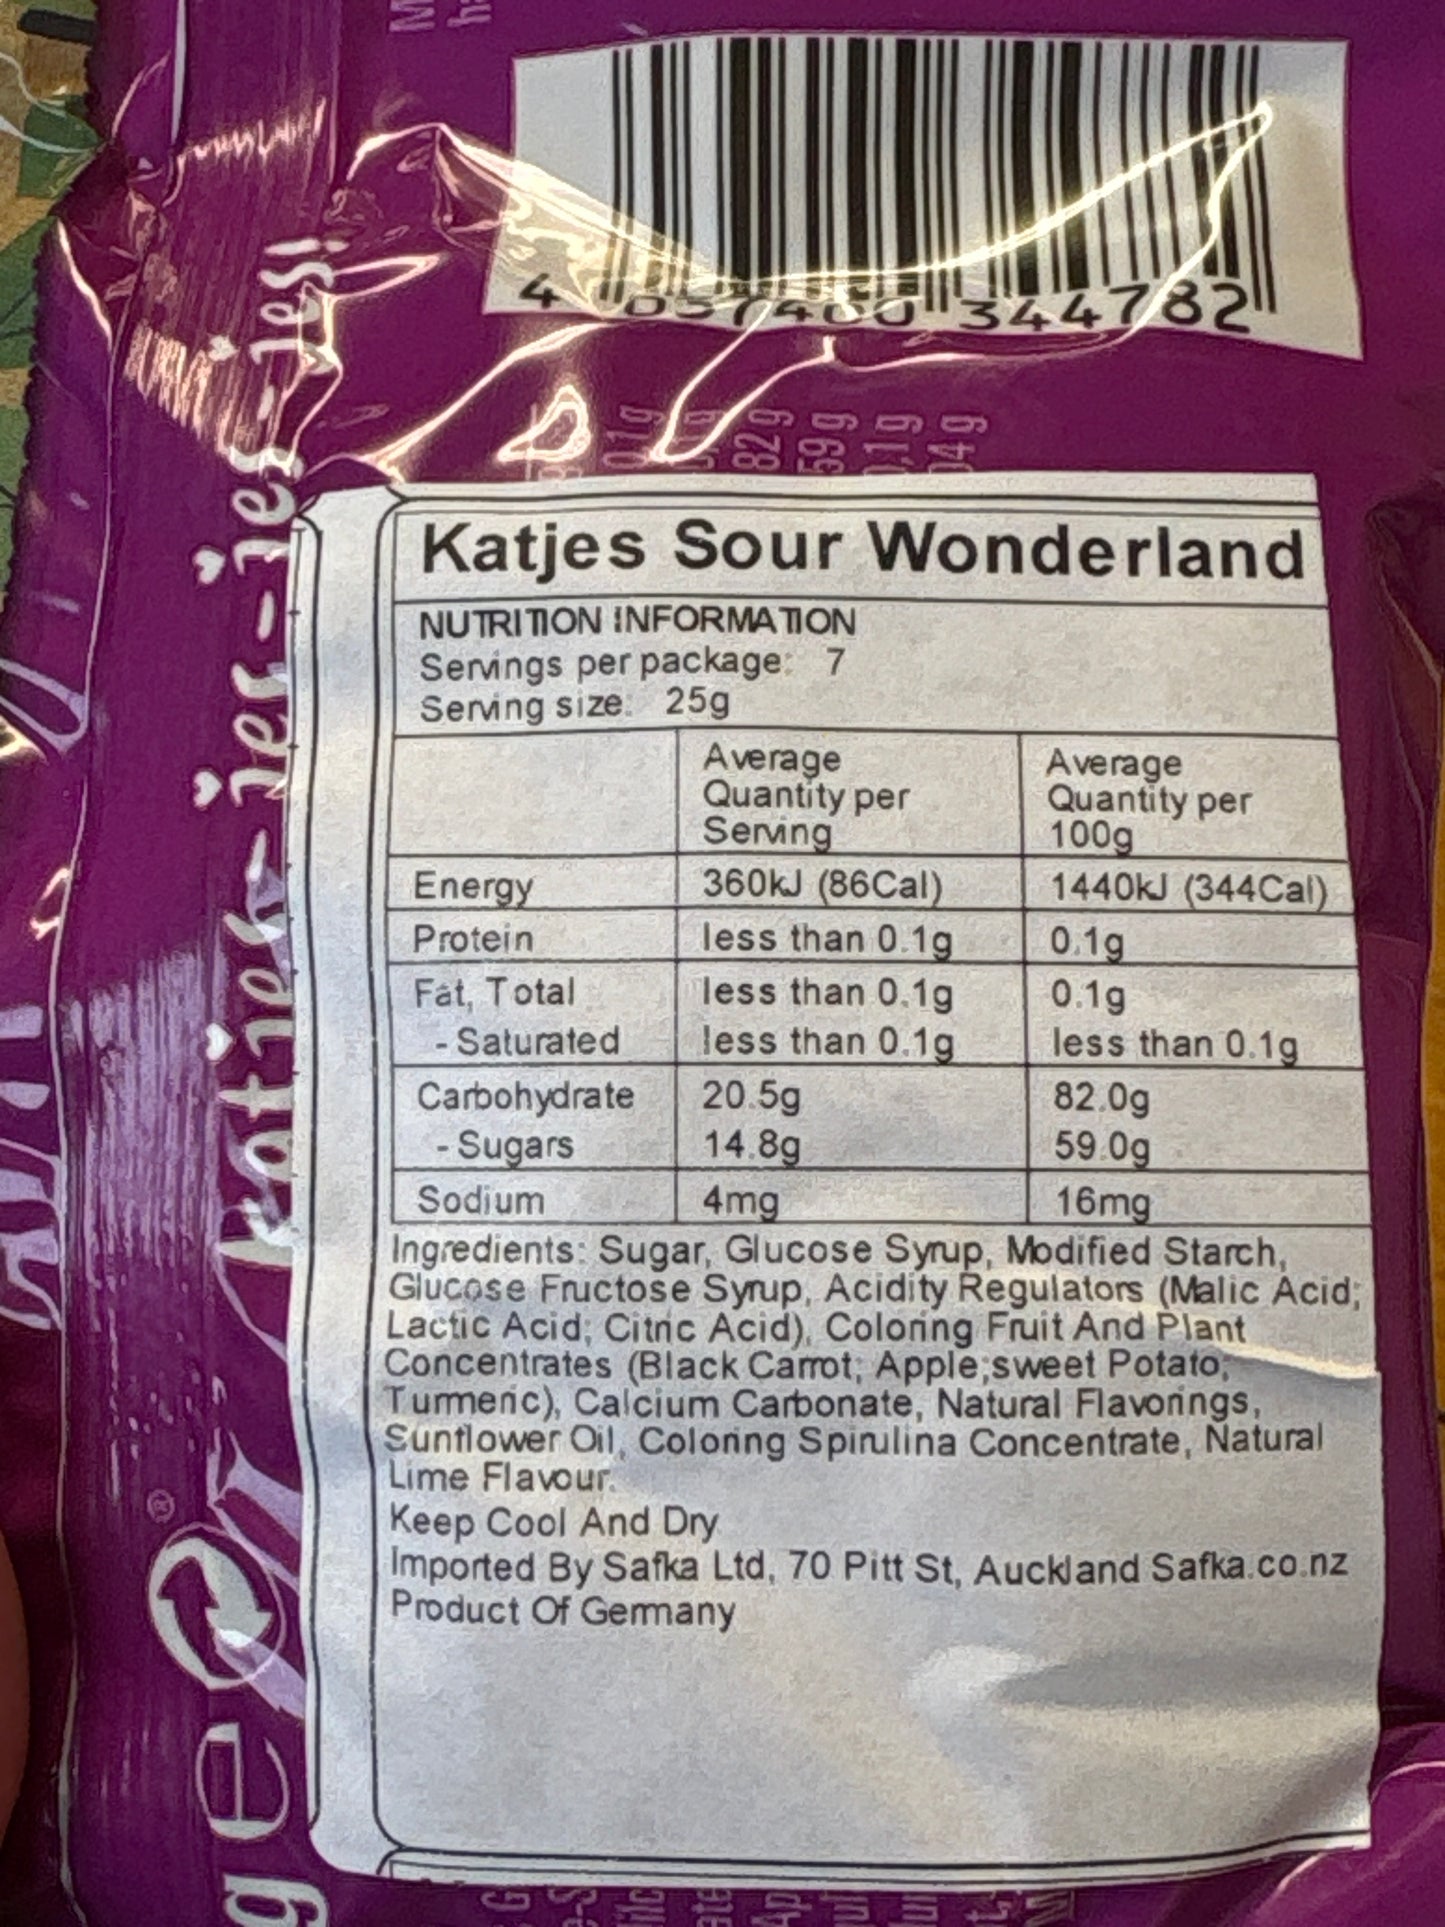 4 057400 344782
82g
59g
Katjes Sour Wonderland
NUTRITION INFORMATION
Servings per package: 7
Serving size: 25g
Average Quantity per Serving
Average Quantity per 100g
Energy 360kJ (86Cal) 1440kJ (344Cal)
Protein less than 0.1g 0.1g
Fat, Total less than 0.1g 0.1g
- Saturated less than 0.1g less than 0.1g
Carbohydrate 20.5g 82.0g
- Sugars 14.8g 59.0g
Sodium 4mg 16mg
Ingredients: Sugar, Glucose Syrup, Modified Starch,
Glucose Fructose Syrup, Acidity Regulators (Malic Acid;
Lactic Acid; Citric Acid), Coloring Fruit And Plant
Concentrates (Black Carrot; Apple;sweet Potato;
Turmeric), Calcium Carbonate, Natural Flavorings,
Sunflower Oil, Coloring Spirulina Concentrate, Natural
Lime Flavour.
Keep Cool And Dry
Imported By Safka Ltd, 70 Pitt St, Auckland Safka.co.nz
Product Of Germany
katjes-jes-jes-jes!
g e